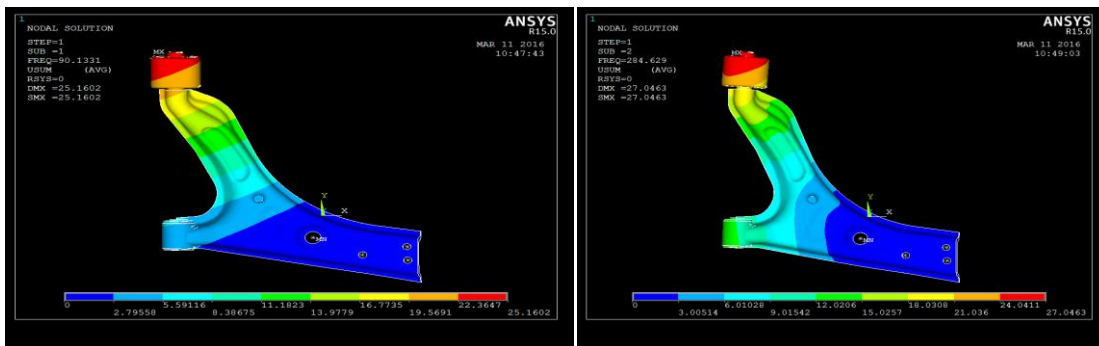 1
NODAL SOLUTION
STEP=1
SUB =1
FREQ=90.1331
USUM (AVG)
RSYS=0
DMX =25.1602
SMX =25.1602
ANSYS
R15.0
MAR 11 2016
10:47:43
MX
Y
X
MN
0 5.59116 11.1823 16.7735 22.3647
2.79558 8.38675 13.9779 19.5691 25.1602
1
NODAL SOLUTION
STEP=1
SUB =2
FREQ=284.629
USUM (AVG)
RSYS=0
DMX =27.0463
SMX =27.0463
ANSYS
R15.0
MAR 11 2016
10:49:03
MX
Y
X
MN
0 6.01028 12.0206 18.0308 24.0411
3.00514 9.01542 15.0257 21.036 27.0463